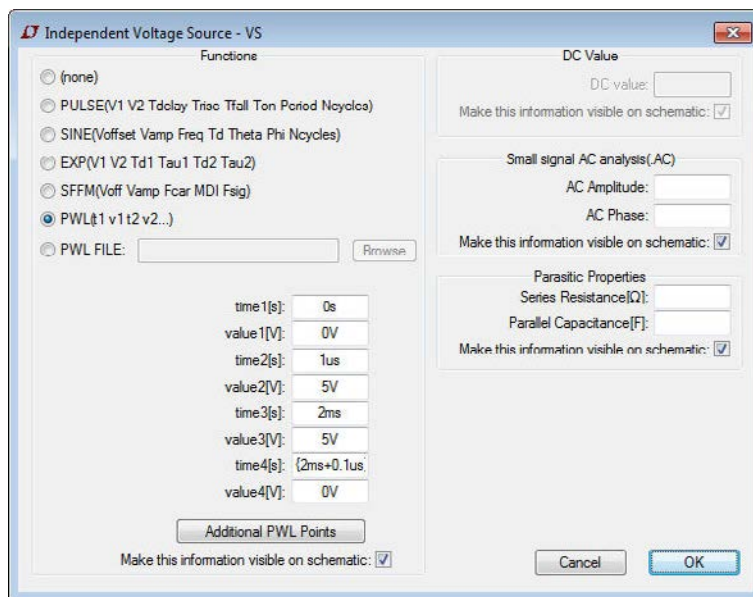 Independent Voltage Source - VS
Functions
(none)
PULSE(V1 V2 Tdelay Trise Tfall Ton Period Ncycles)
SINE(Voffset Vamp Freq Td Theta Phi Ncycles)
EXP(V1 V2 Td1 Tau1 Td2 Tau2)
SFFM(Voff Vamp Fcar MDI Fsig)
PWL(t1 v1 t2 v2...)
PWL FILE:
Browse
time1[s]: 0s
value1[V]: 0V
time2[s]: 1us
value2[V]: 5V
time3[s]: 2ms
value3[V]: 5V
time4[s]: {2ms+0.1us
value4[V]: 0V
Additional PWL Points
Make this information visible on schematic:
DC Value
DC value:
Make this information visible on schematic:
Small signal AC analysis(.AC)
AC Amplitude:
AC Phase:
Make this information visible on schematic:
Parasitic Properties
Series Resistance[Ω]:
Parallel Capacitance[F]:
Make this information visible on schematic:
Cancel
OK